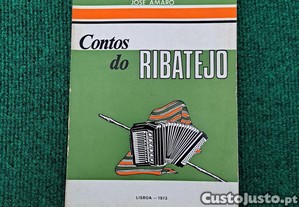 JOSÉ AMARO
Contos
do RIBATEJO
LISBOA — 1973
CustoJusto.pt